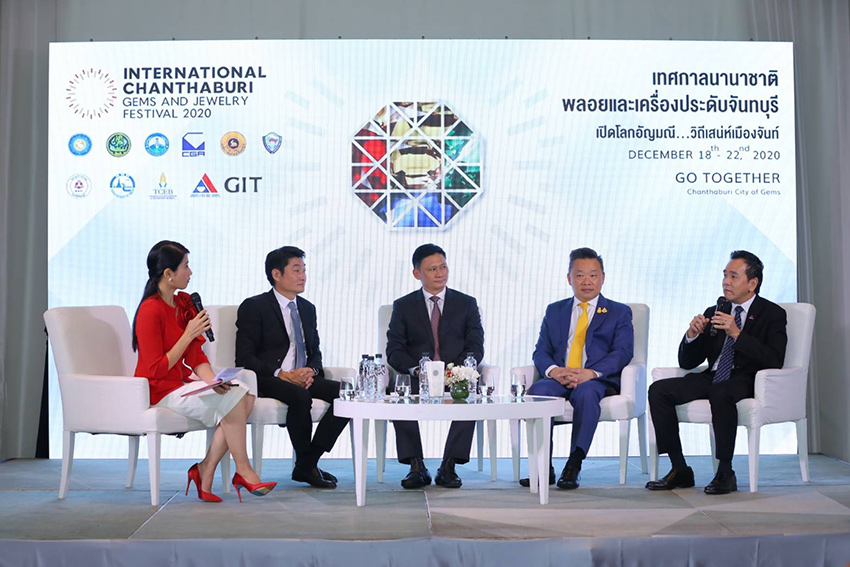 INTERNATIONAL
CHANTHABURI
GEMS AND JEWELRY
FESTIVAL 2020
CGA
TCEB
GIT
เทศกาลนานาชาติ
พลอยและเครื่องประดับจันทบุรี
เปิดโลกอัญมณี...วิถีเสน่ห์เมืองจันท์
DECEMBER 18th - 22nd 2020
GO TOGETHER
Chanthaburi City of Gems